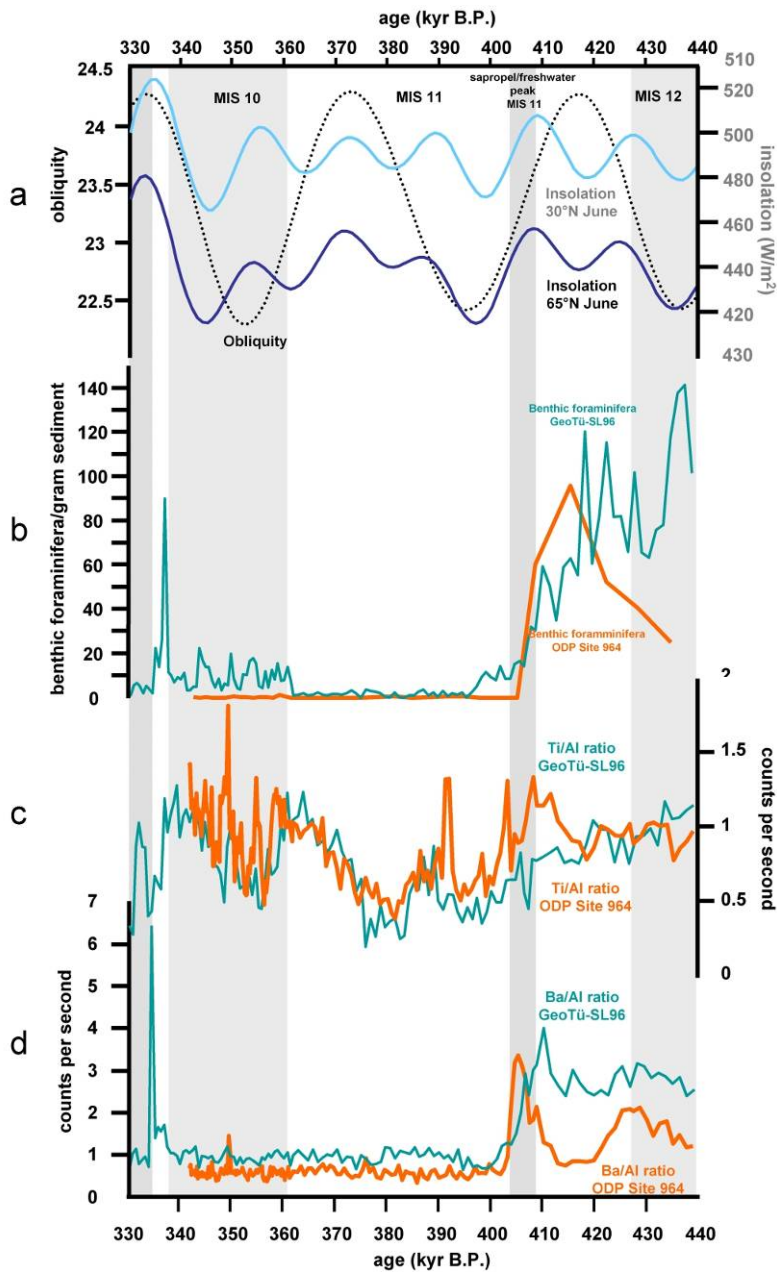 age (kyr B.P.)
330 340 350 360 370 380 390 400 410 420 430 440
a
obliquity
24.5
24
23.5
23
22.5
MIS 10
MIS 11
sapropel/freshwater
peak
MIS 11
MIS 12
510
520
500
480
460
440
420
430
insolation (W/m²)
Insolation
30°N June
Insolation
65°N June
Obliquity
b
benthic foraminifera/gram sediment
140
120
100
80
60
40
20
0
Benthic foraminifera
GeoTü-SL96
Benthic foramminifera
ODP Site 964
c
2
1.5
1
0.5
0
counts per second
Ti/Al ratio
GeoTü-SL96
Ti/Al ratio
ODP Site 964
d
counts per second
7
6
5
4
3
2
1
0
Ba/Al ratio
GeoTü-SL96
Ba/Al ratio
ODP Site 964
330 340 350 360 370 380 390 400 410 420 430 440
age (kyr B.P.)